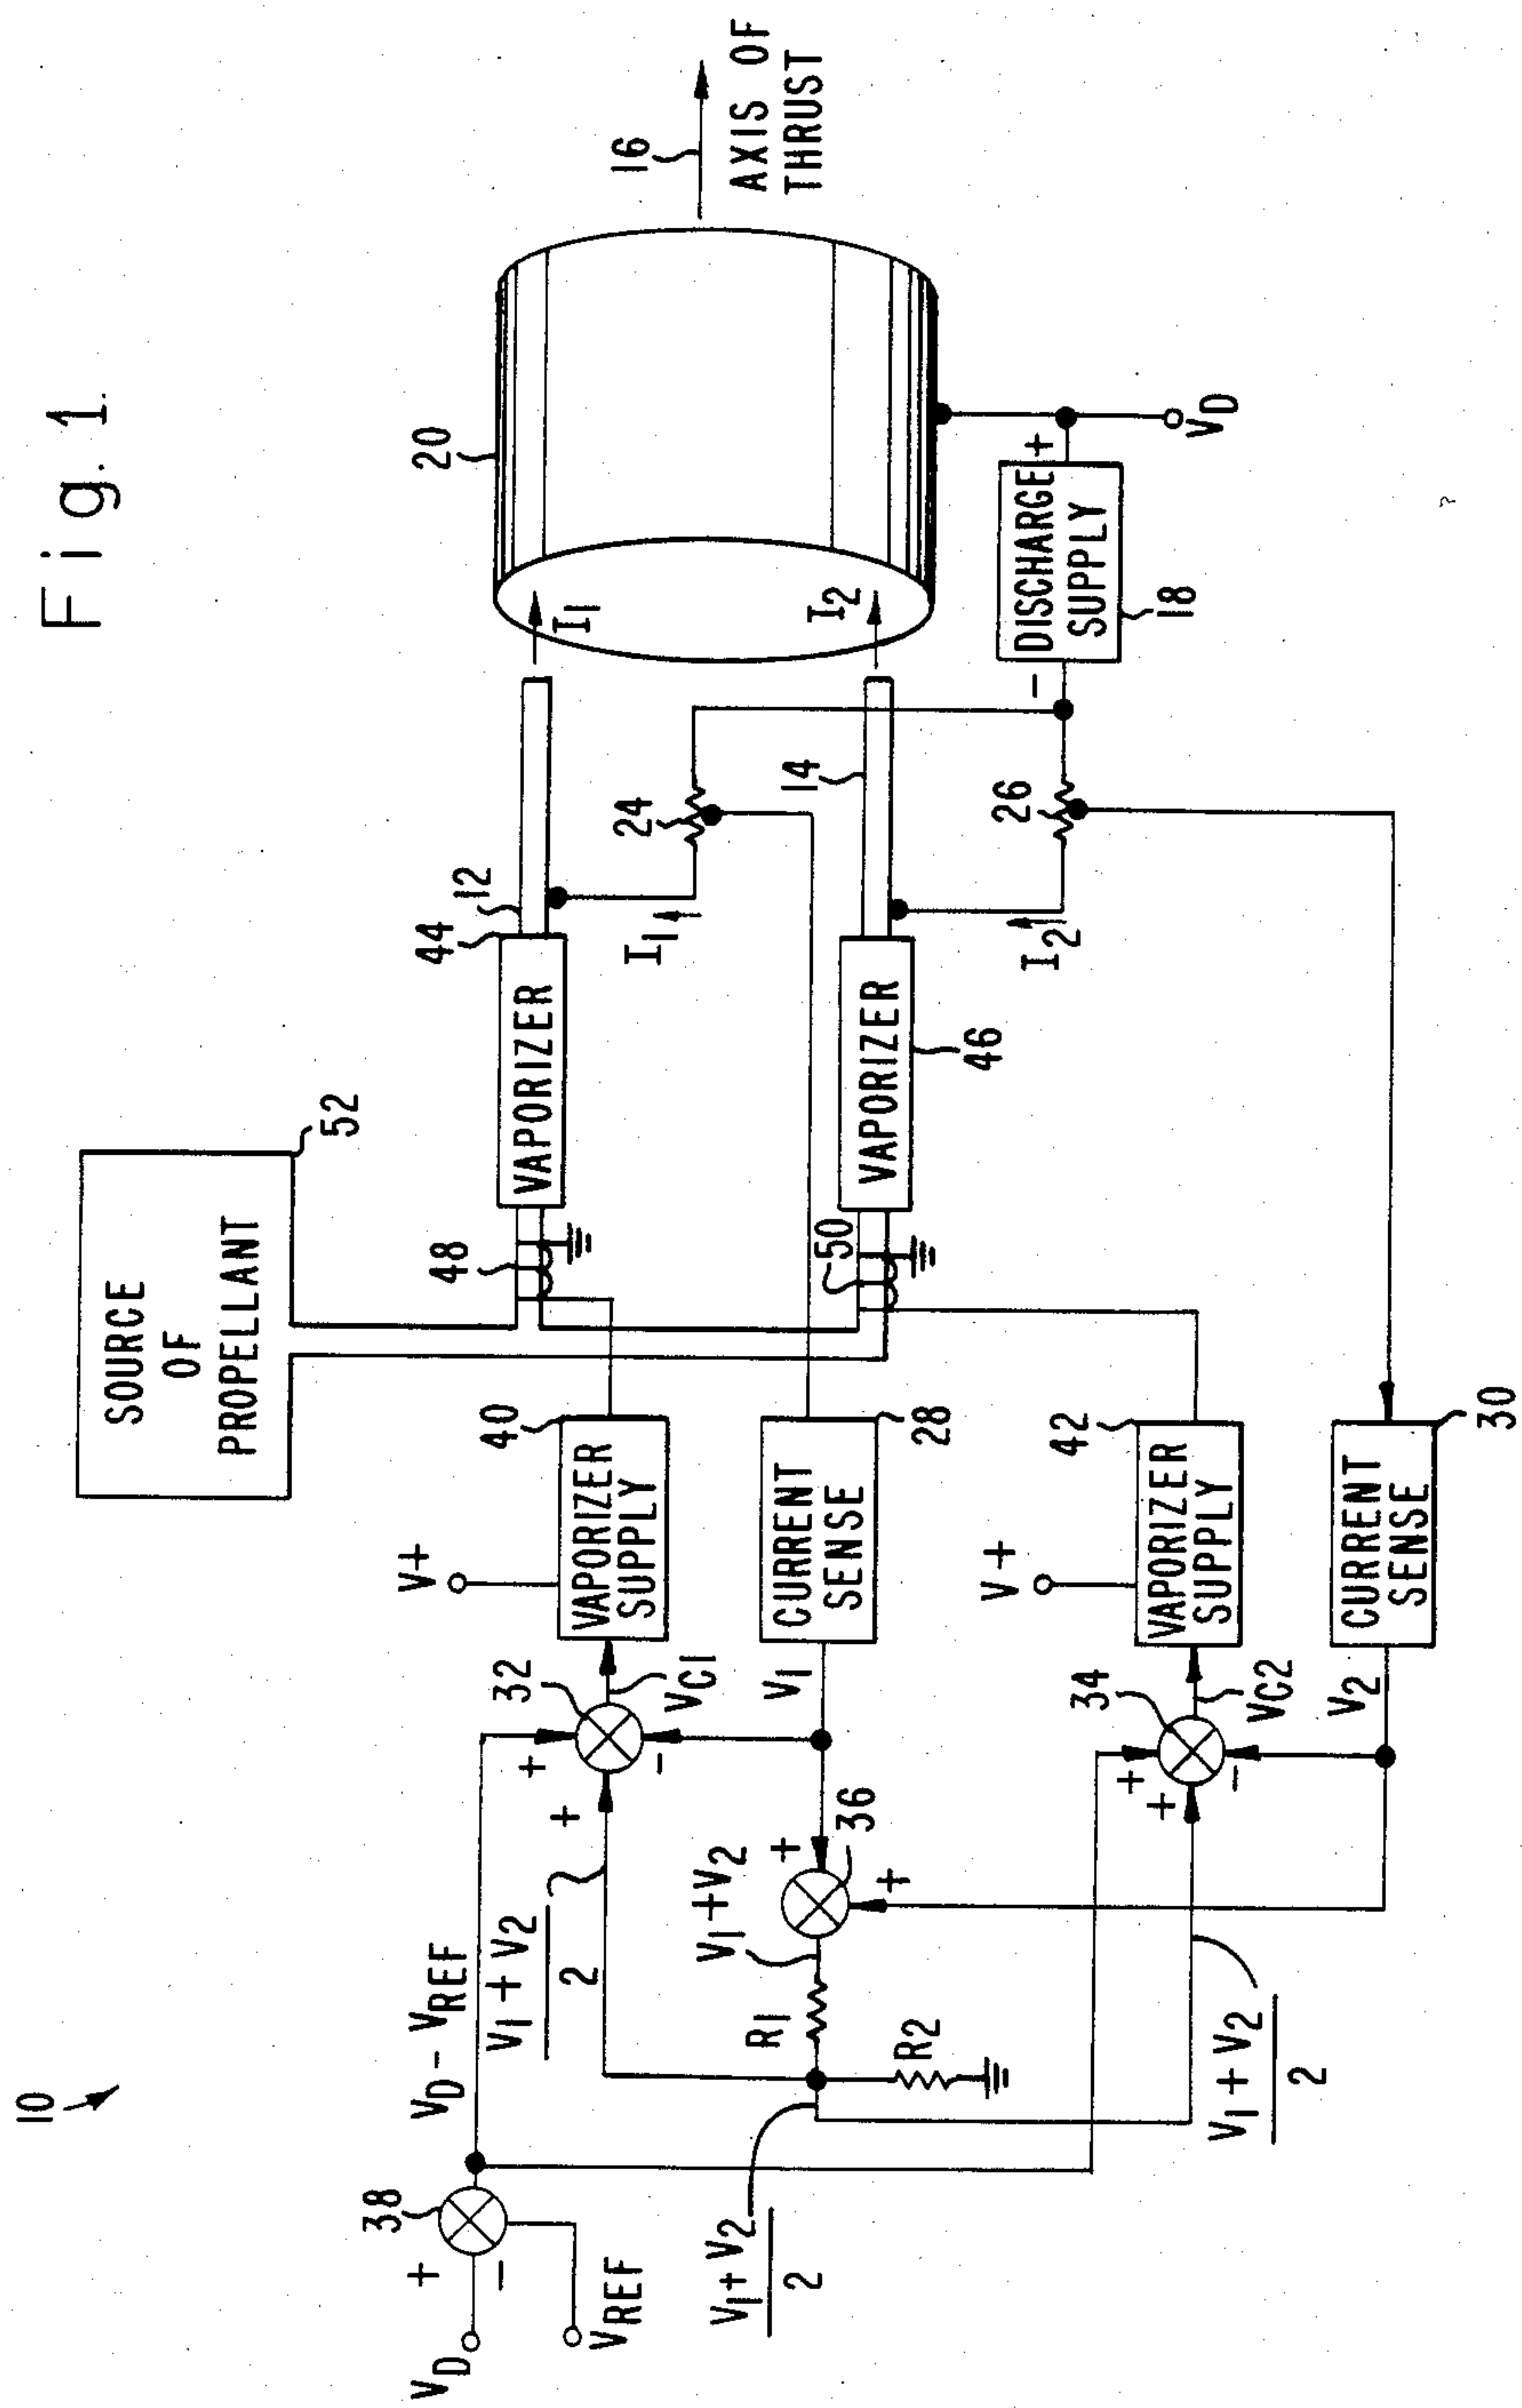 Fig. 1.
10
SOURCE
OF
PROPELLANT
52
VD
+
-
38
VREF
VD - VREF
V1 + V2
2
+
+
-
32
VC1
V+
40
VAPORIZER
SUPPLY
48
44
VAPORIZER
12
I1
20
16
AXIS OF
THRUST
I1
24
V1 + V2
2
R1
R2
V1 + V2
+
+
36
V1
CURRENT
SENSE
28
50
VAPORIZER
46
14
I2
I2
26
-
DISCHARGE
SUPPLY
+
18
VD
V1 + V2
2
+
+
-
34
VC2
V+
42
VAPORIZER
SUPPLY
V2
CURRENT
SENSE
30